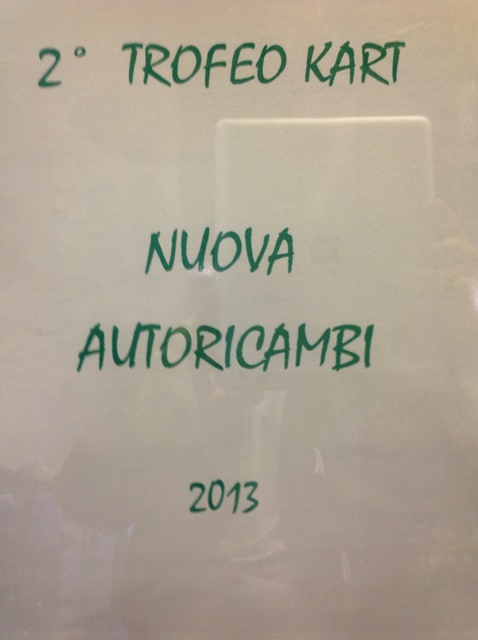 2° TROFEO KART
NUOVA
AUTORICAMBI
2013